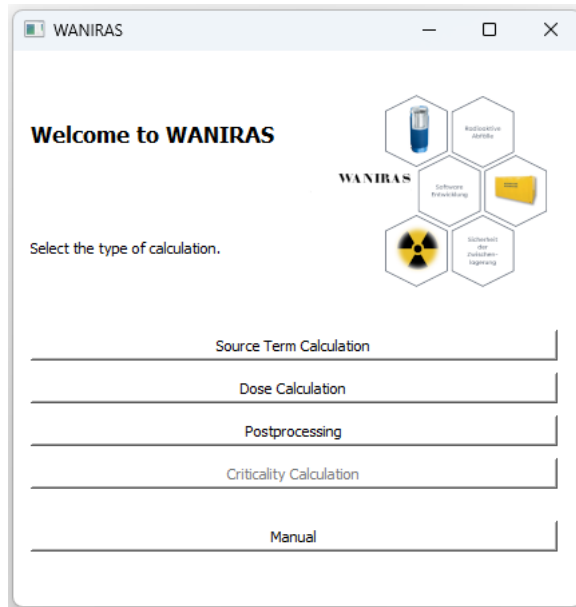 WANIRAS
Welcome to WANIRAS
Radioaktive
Abfälle
WANIRAS
Software
Entwicklung
Select the type of calculation.
Sicherheit
der
Zwischen-
lagerung
Source Term Calculation
Dose Calculation
Postprocessing
Criticality Calculation
Manual